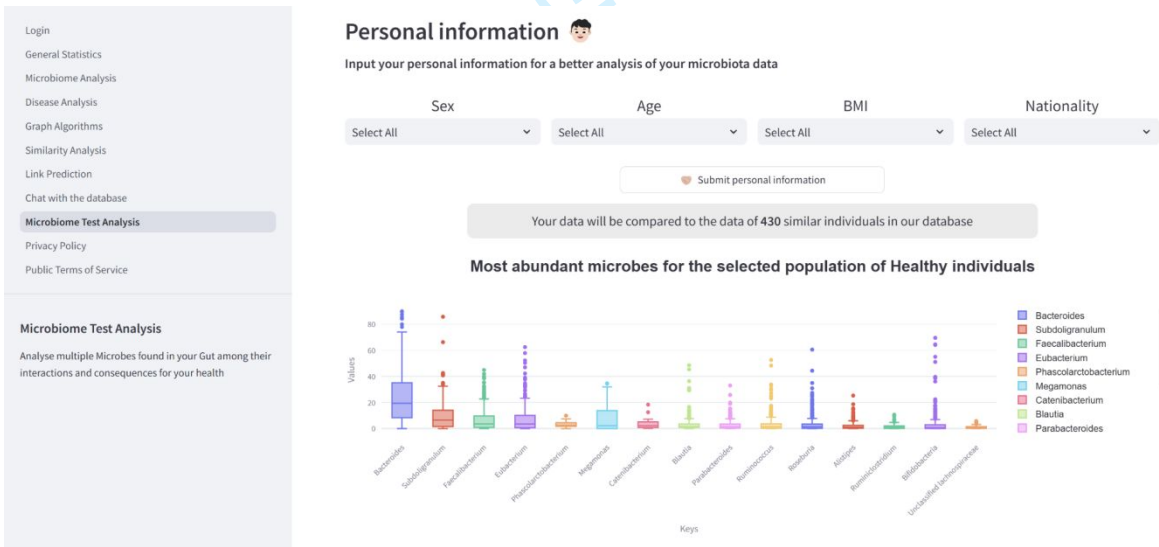 Login
General Statistics
Microbiome Analysis
Disease Analysis
Graph Algorithms
Similarity Analysis
Link Prediction
Chat with the database
Microbiome Test Analysis
Privacy Policy
Public Terms of Service
Microbiome Test Analysis
Analyse multiple Microbes found in your Gut among their
interactions and consequences for your health
Personal information
Input your personal information for a better analysis of your microbiota data
Sex Age BMI Nationality
Select All Select All Select All Select All
Submit personal information
Your data will be compared to the data of 430 similar individuals in our database
Most abundant microbes for the selected population of Healthy individuals
Values
80
60
40
20
0
Bacteroides
Subdoligranulum
Faecalibacterium
Eubacterium
Phascolarctobacterium
Megamonas
Catenibacterium
Blautia
Parabacteroides
Ruminococcus
Roseburia
Alistipes
Ruminiclostridium
Bifidobacteria
Unclassified lachnospiraceae
Keys
Bacteroides
Subdoligranulum
Faecalibacterium
Eubacterium
Phascolarctobacterium
Megamonas
Catenibacterium
Blautia
Parabacteroides